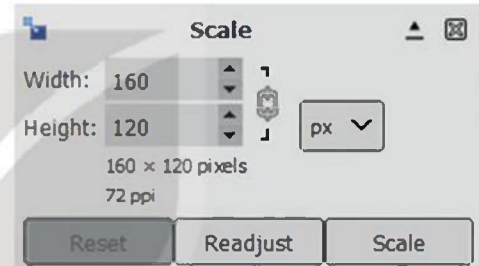 Scale
Width: 160
Height: 120
px
160 × 120 pixels
72 ppi
Reset Readjust Scale